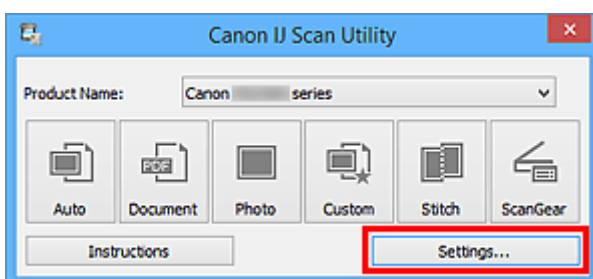 Canon IJ Scan Utility
Product Name: Canon series
PDF
Auto Document Photo Custom Stitch ScanGear
Instructions Settings...